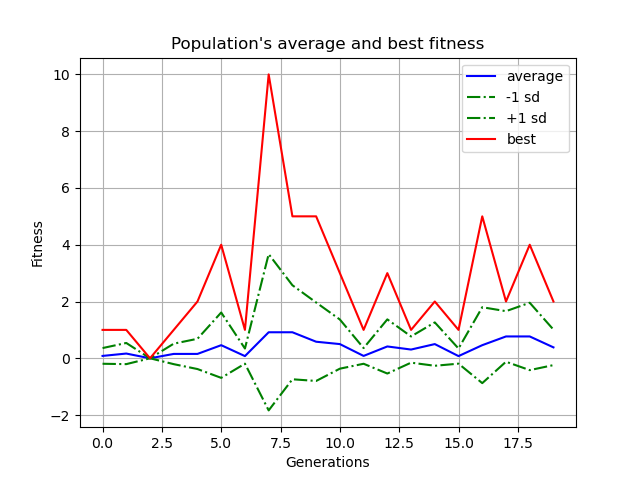 Population's average and best fitness
average
-1 sd
+1 sd
best
Fitness
10
8
6
4
2
0
−2
0.0 2.5 5.0 7.5 10.0 12.5 15.0 17.5
Generations